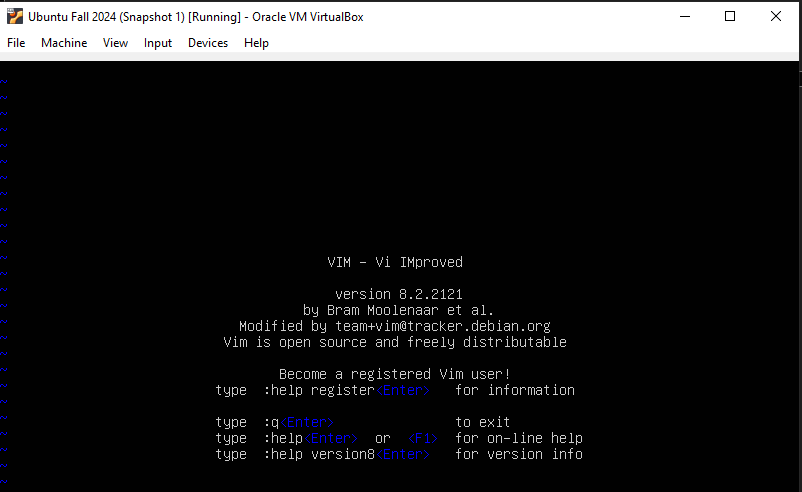 Ubuntu Fall 2024 (Snapshot 1) [Running] - Oracle VM VirtualBox
File Machine View Input Devices Help
~
~
~
~
~
~
~
~
~
~
~
~ VIM - Vi IMproved
~
~ version 8.2.2121
~ by Bram Moolenaar et al.
~ Modified by team+vim@tracker.debian.org
~ Vim is open source and freely distributable
~
~ Become a registered Vim user!
~ type :help register<Enter> for information
~
~ type :q<Enter> to exit
~ type :help<Enter> or <F1> for on-line help
~ type :help version8<Enter> for version info
~
~